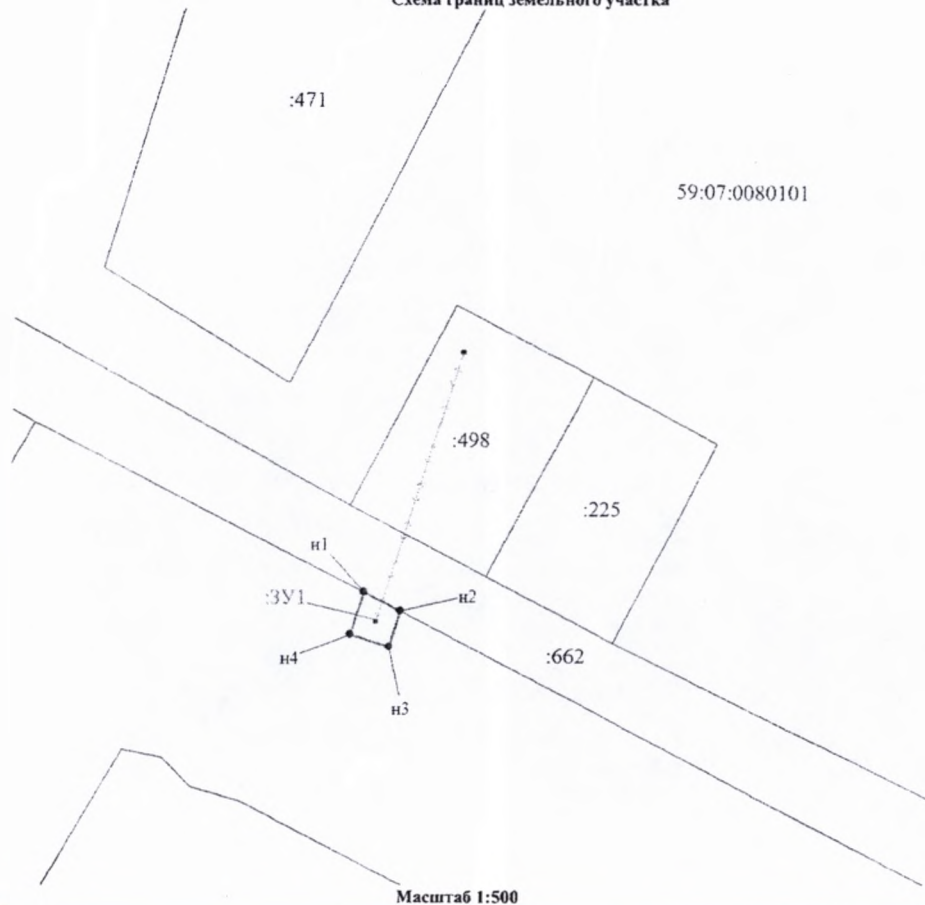 Схема границ земельного участка
:471
59:07:0080101
:498
:225
н1
:ЗУ1
н2
н4
:662
н3
Масштаб 1:500